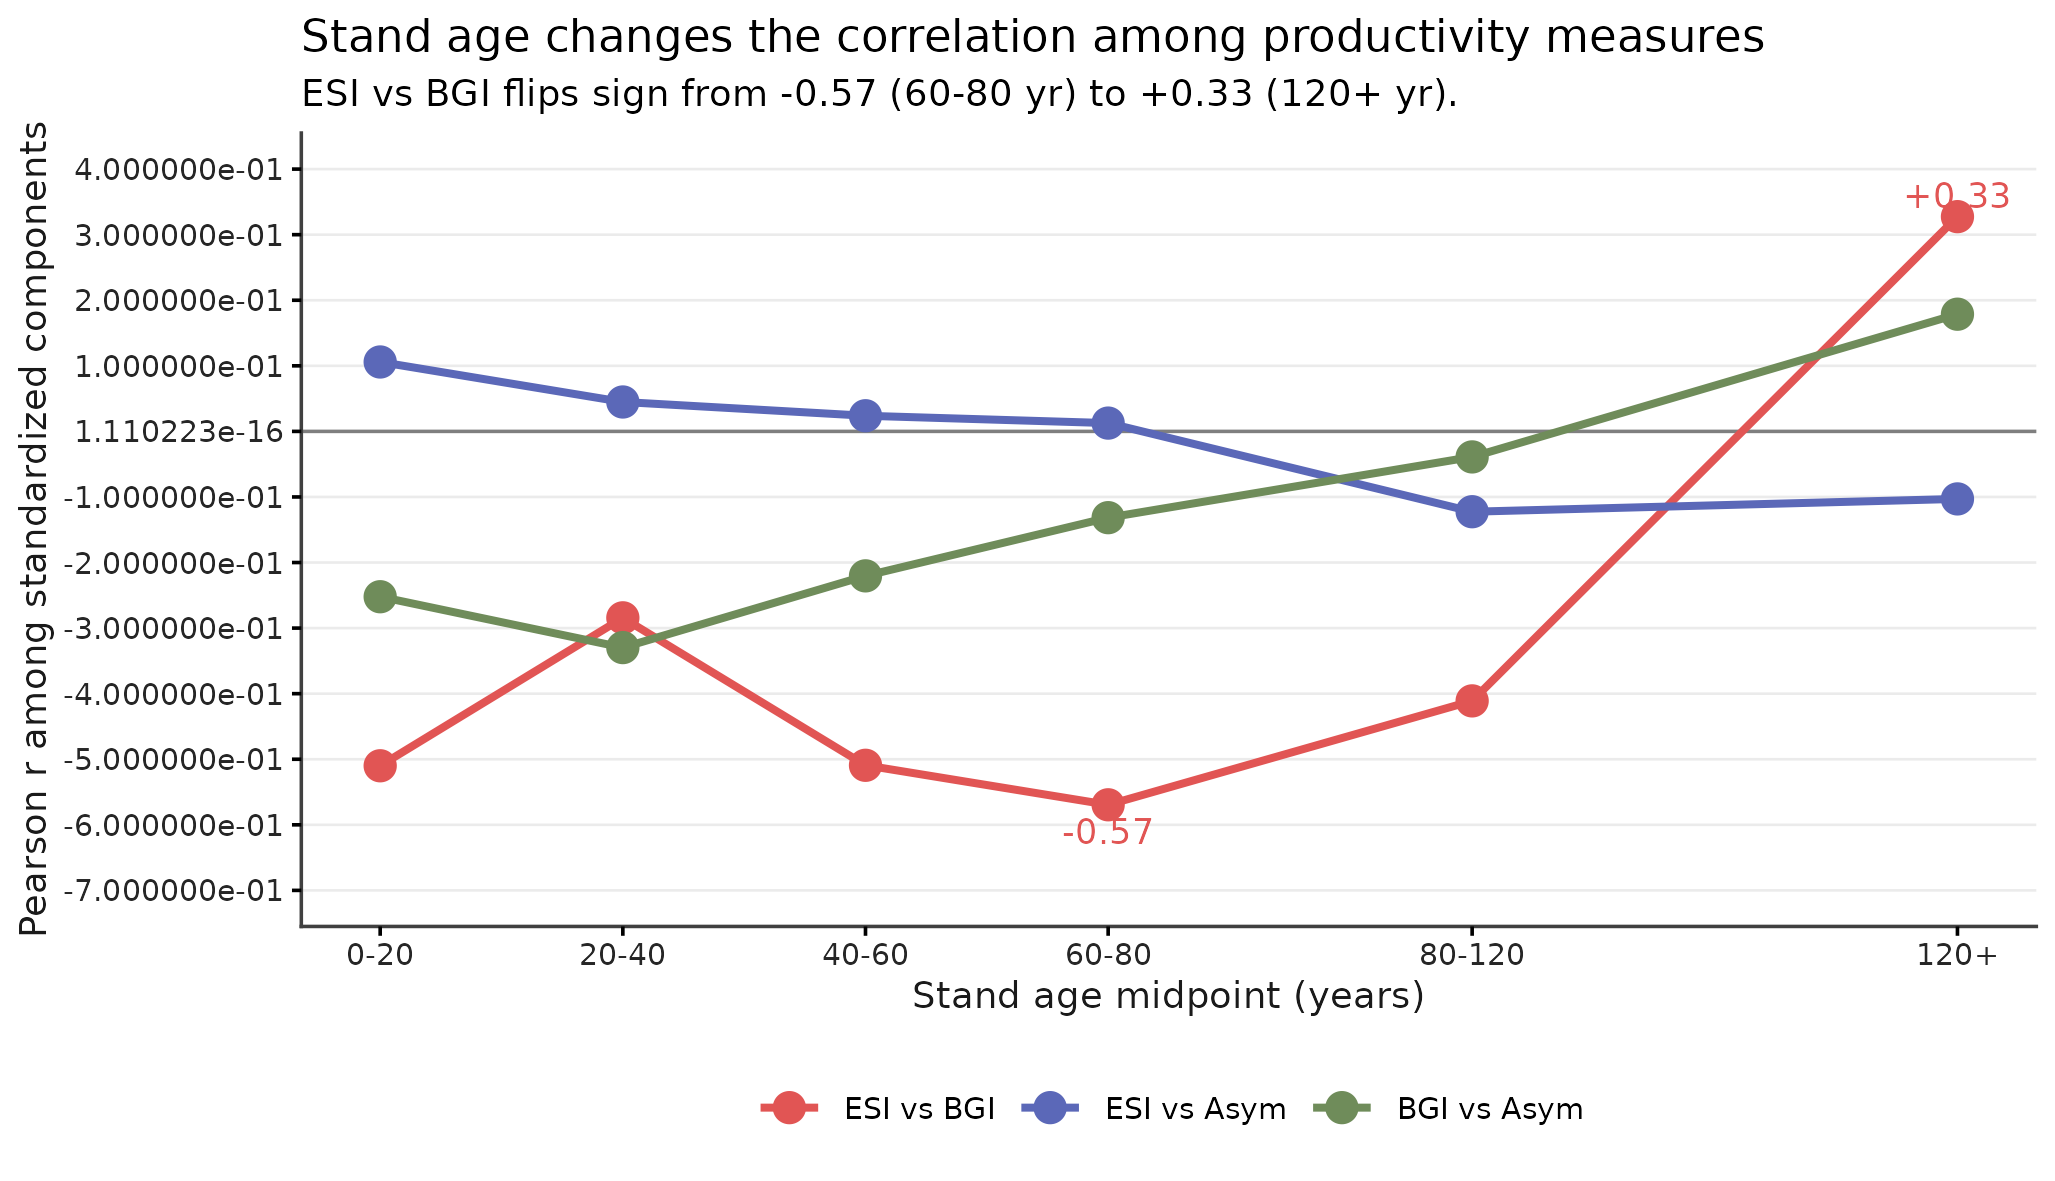 Stand age changes the correlation among productivity measures
ESI vs BGI flips sign from -0.57 (60-80 yr) to +0.33 (120+ yr).
Pearson r among standardized components
4.000000e-01
3.000000e-01
2.000000e-01
1.000000e-01
1.110223e-16
-1.000000e-01
-2.000000e-01
-3.000000e-01
-4.000000e-01
-5.000000e-01
-6.000000e-01
-7.000000e-01
+0.33
-0.57
0-20 20-40 40-60 60-80 80-120 120+
Stand age midpoint (years)
ESI vs BGI ESI vs Asym BGI vs Asym